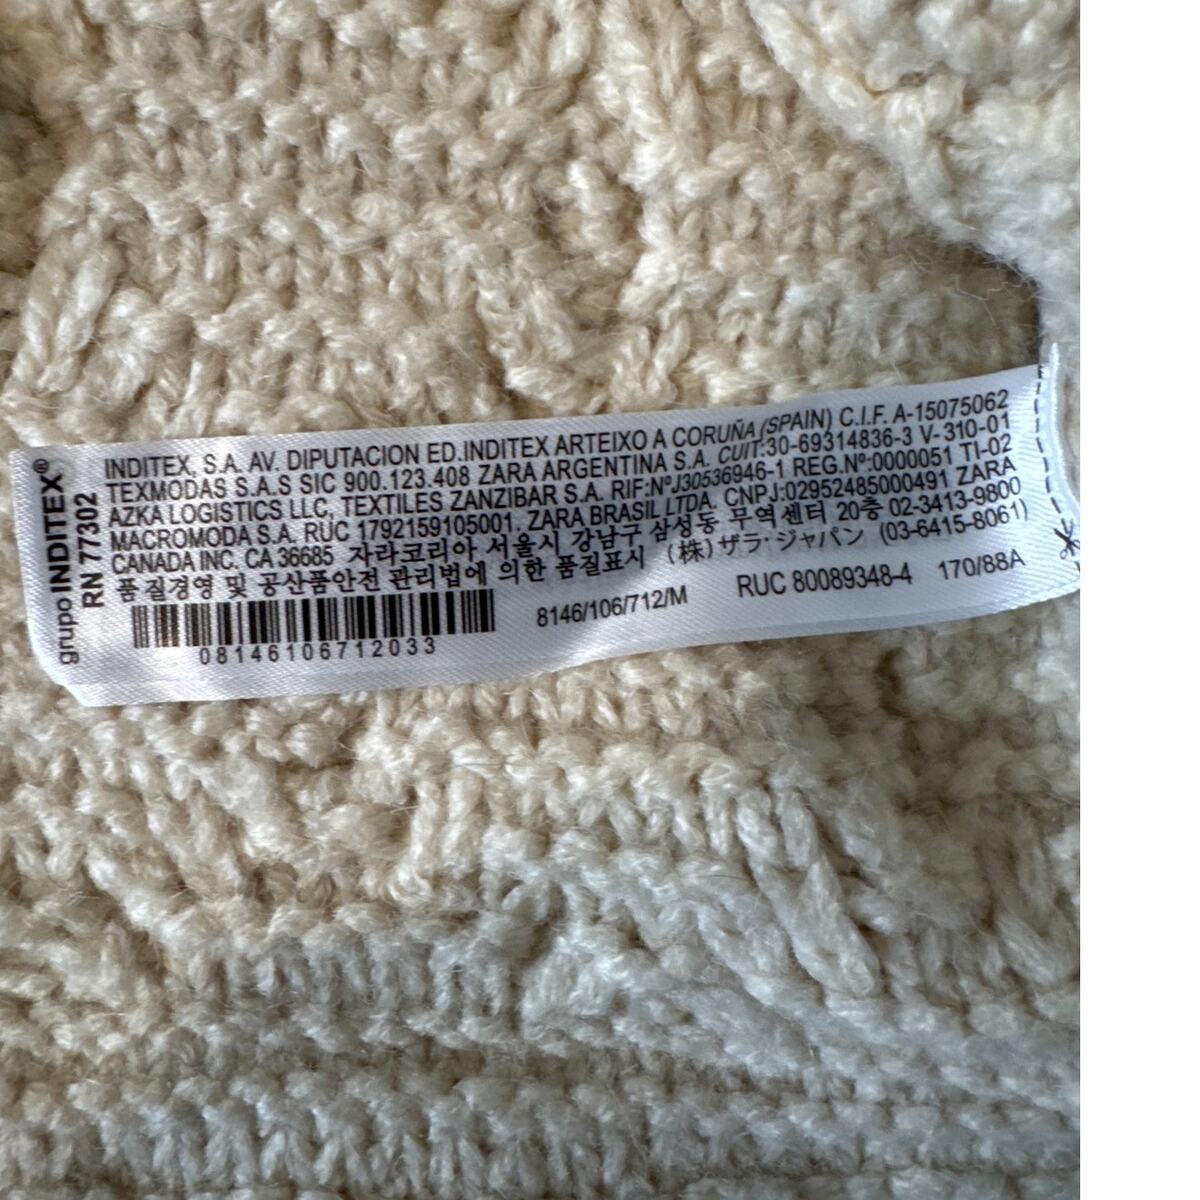 grupo INDITEX®
RN 77302
INDITEX, S.A. AV. DIPUTACION ED.INDITEX ARTEIXO A CORUÑA (SPAIN) C.I.F. A-15075062
TEXMODAS S.A.S SIC 900.123.408 ZARA ARGENTINA S.A. CUIT:30-69314836-3 V-310-01
AZKA LOGISTICS LLC, TEXTILES ZANZIBAR S.A. RIF:NºJ30536946-1 REG.Nº:0000051 TI-02
MACROMODA S.A. RUC 1792159105001. ZARA BRASIL LTDA. CNPJ:02952485000491 ZARA
CANADA INC. CA 36685 자라코리아 서울시 강남구 삼성동 무역센터 20층 02-3413-9800
품질경영 및 공산품안전 관리법에 의한 품질표시 (株)ザラ・ジャパン (03-6415-8061)
8146/106/712/M RUC 80089348-4 170/88A
08146106712033